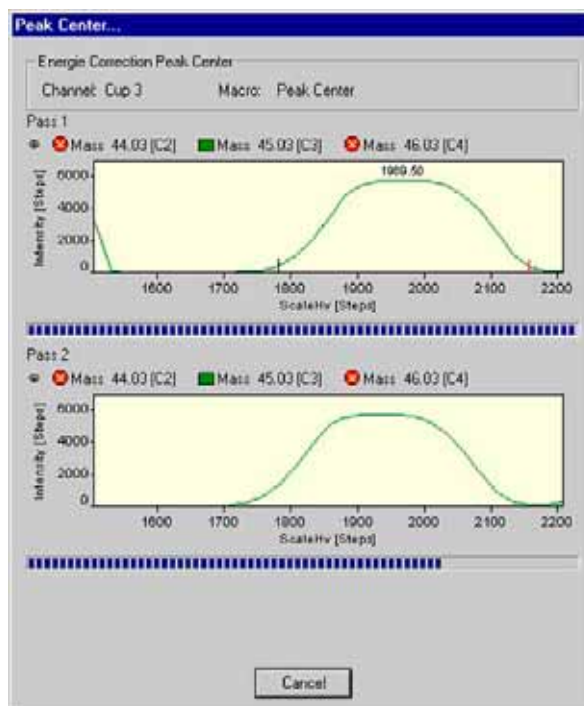 Peak Center...
Energie Correction Peak Center
Channel: Cup 3 Macro: Peak Center
Pass 1
Mass 44.03 [C2] Mass 45.03 [C3] Mass 46.03 [C4]
1969.50
Intensity [Steps]
6000
4000
2000
0
1600 1700 1800 1900 2000 2100 2200
ScaleHv [Steps]
Pass 2
Mass 44.03 [C2] Mass 45.03 [C3] Mass 46.03 [C4]
Intensity [Steps]
6000
4000
2000
0
1600 1700 1800 1900 2000 2100 2200
ScaleHv [Steps]
Cancel